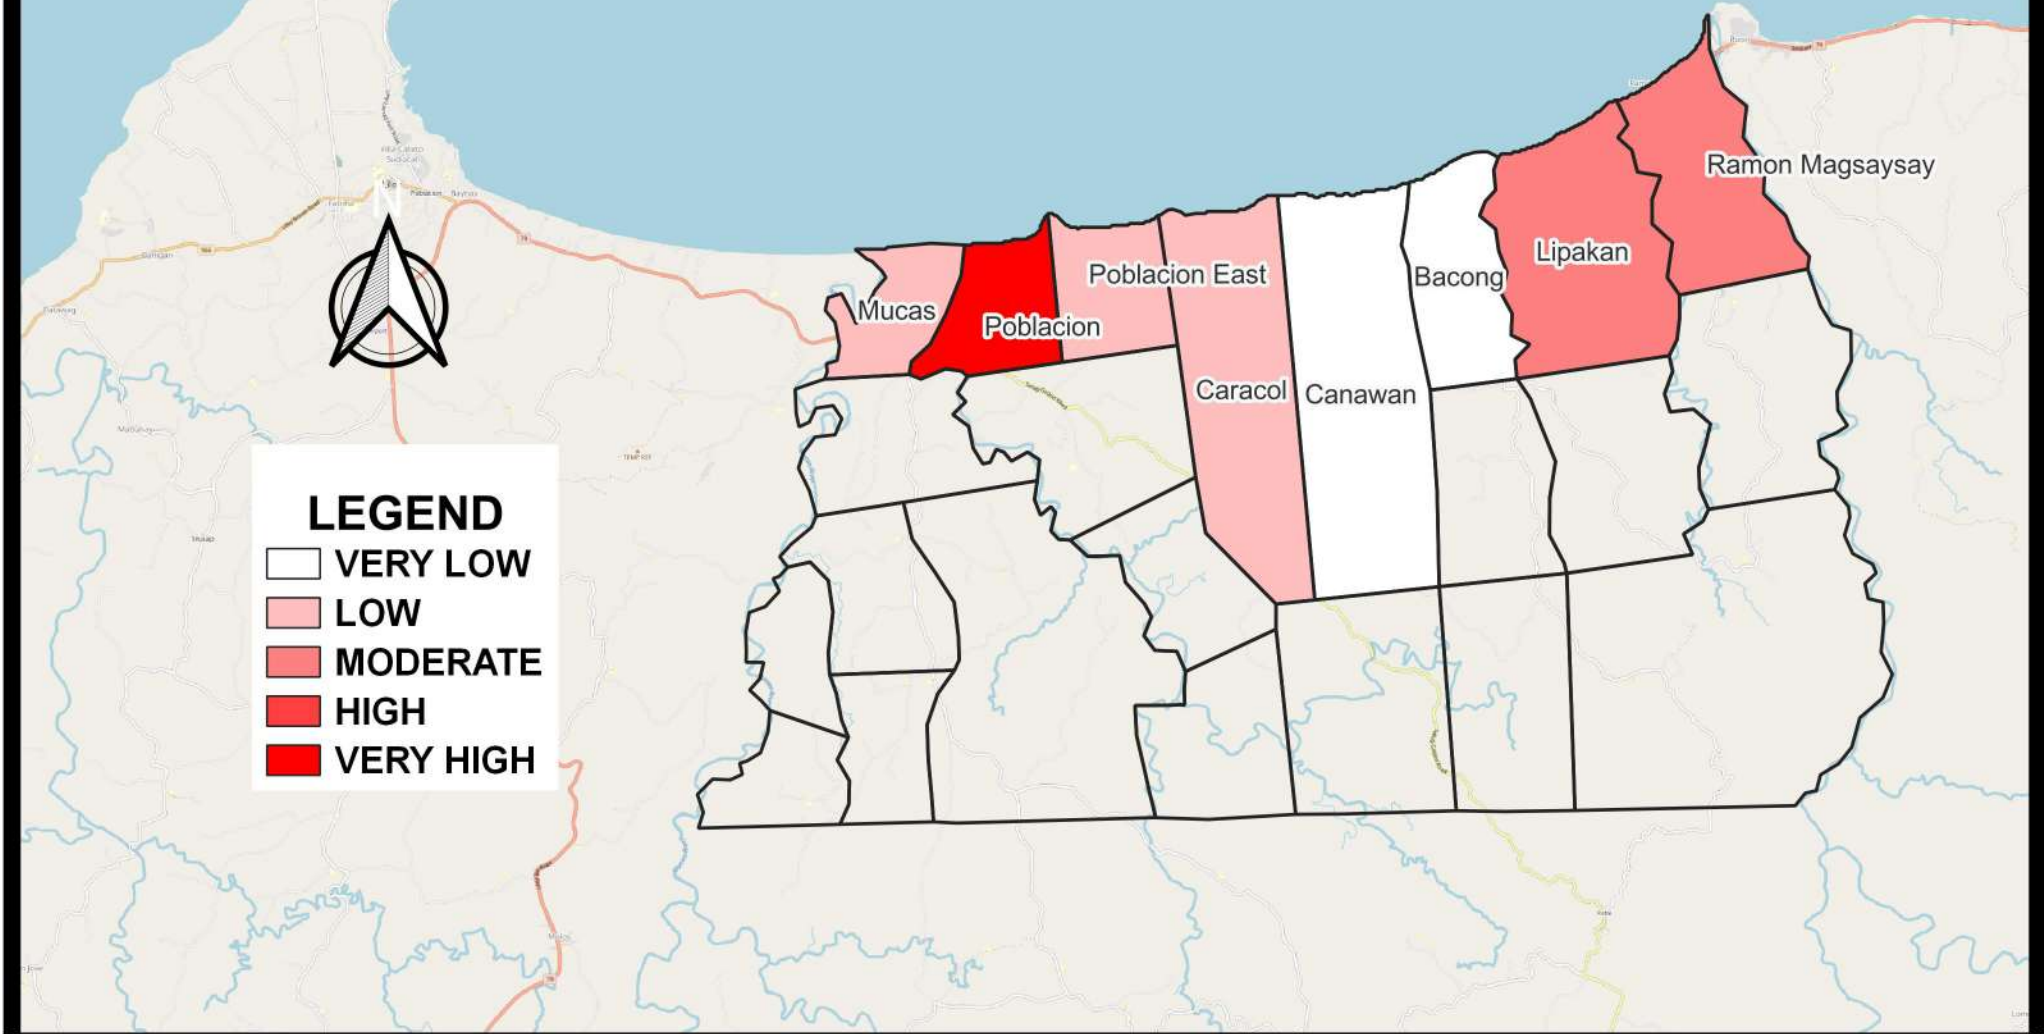 N
Ramon Magsaysay
Lipakan
Poblacion East
Bacong
Mucas
Poblacion
Caracol
Canawan
LEGEND
VERY LOW
LOW
MODERATE
HIGH
VERY HIGH